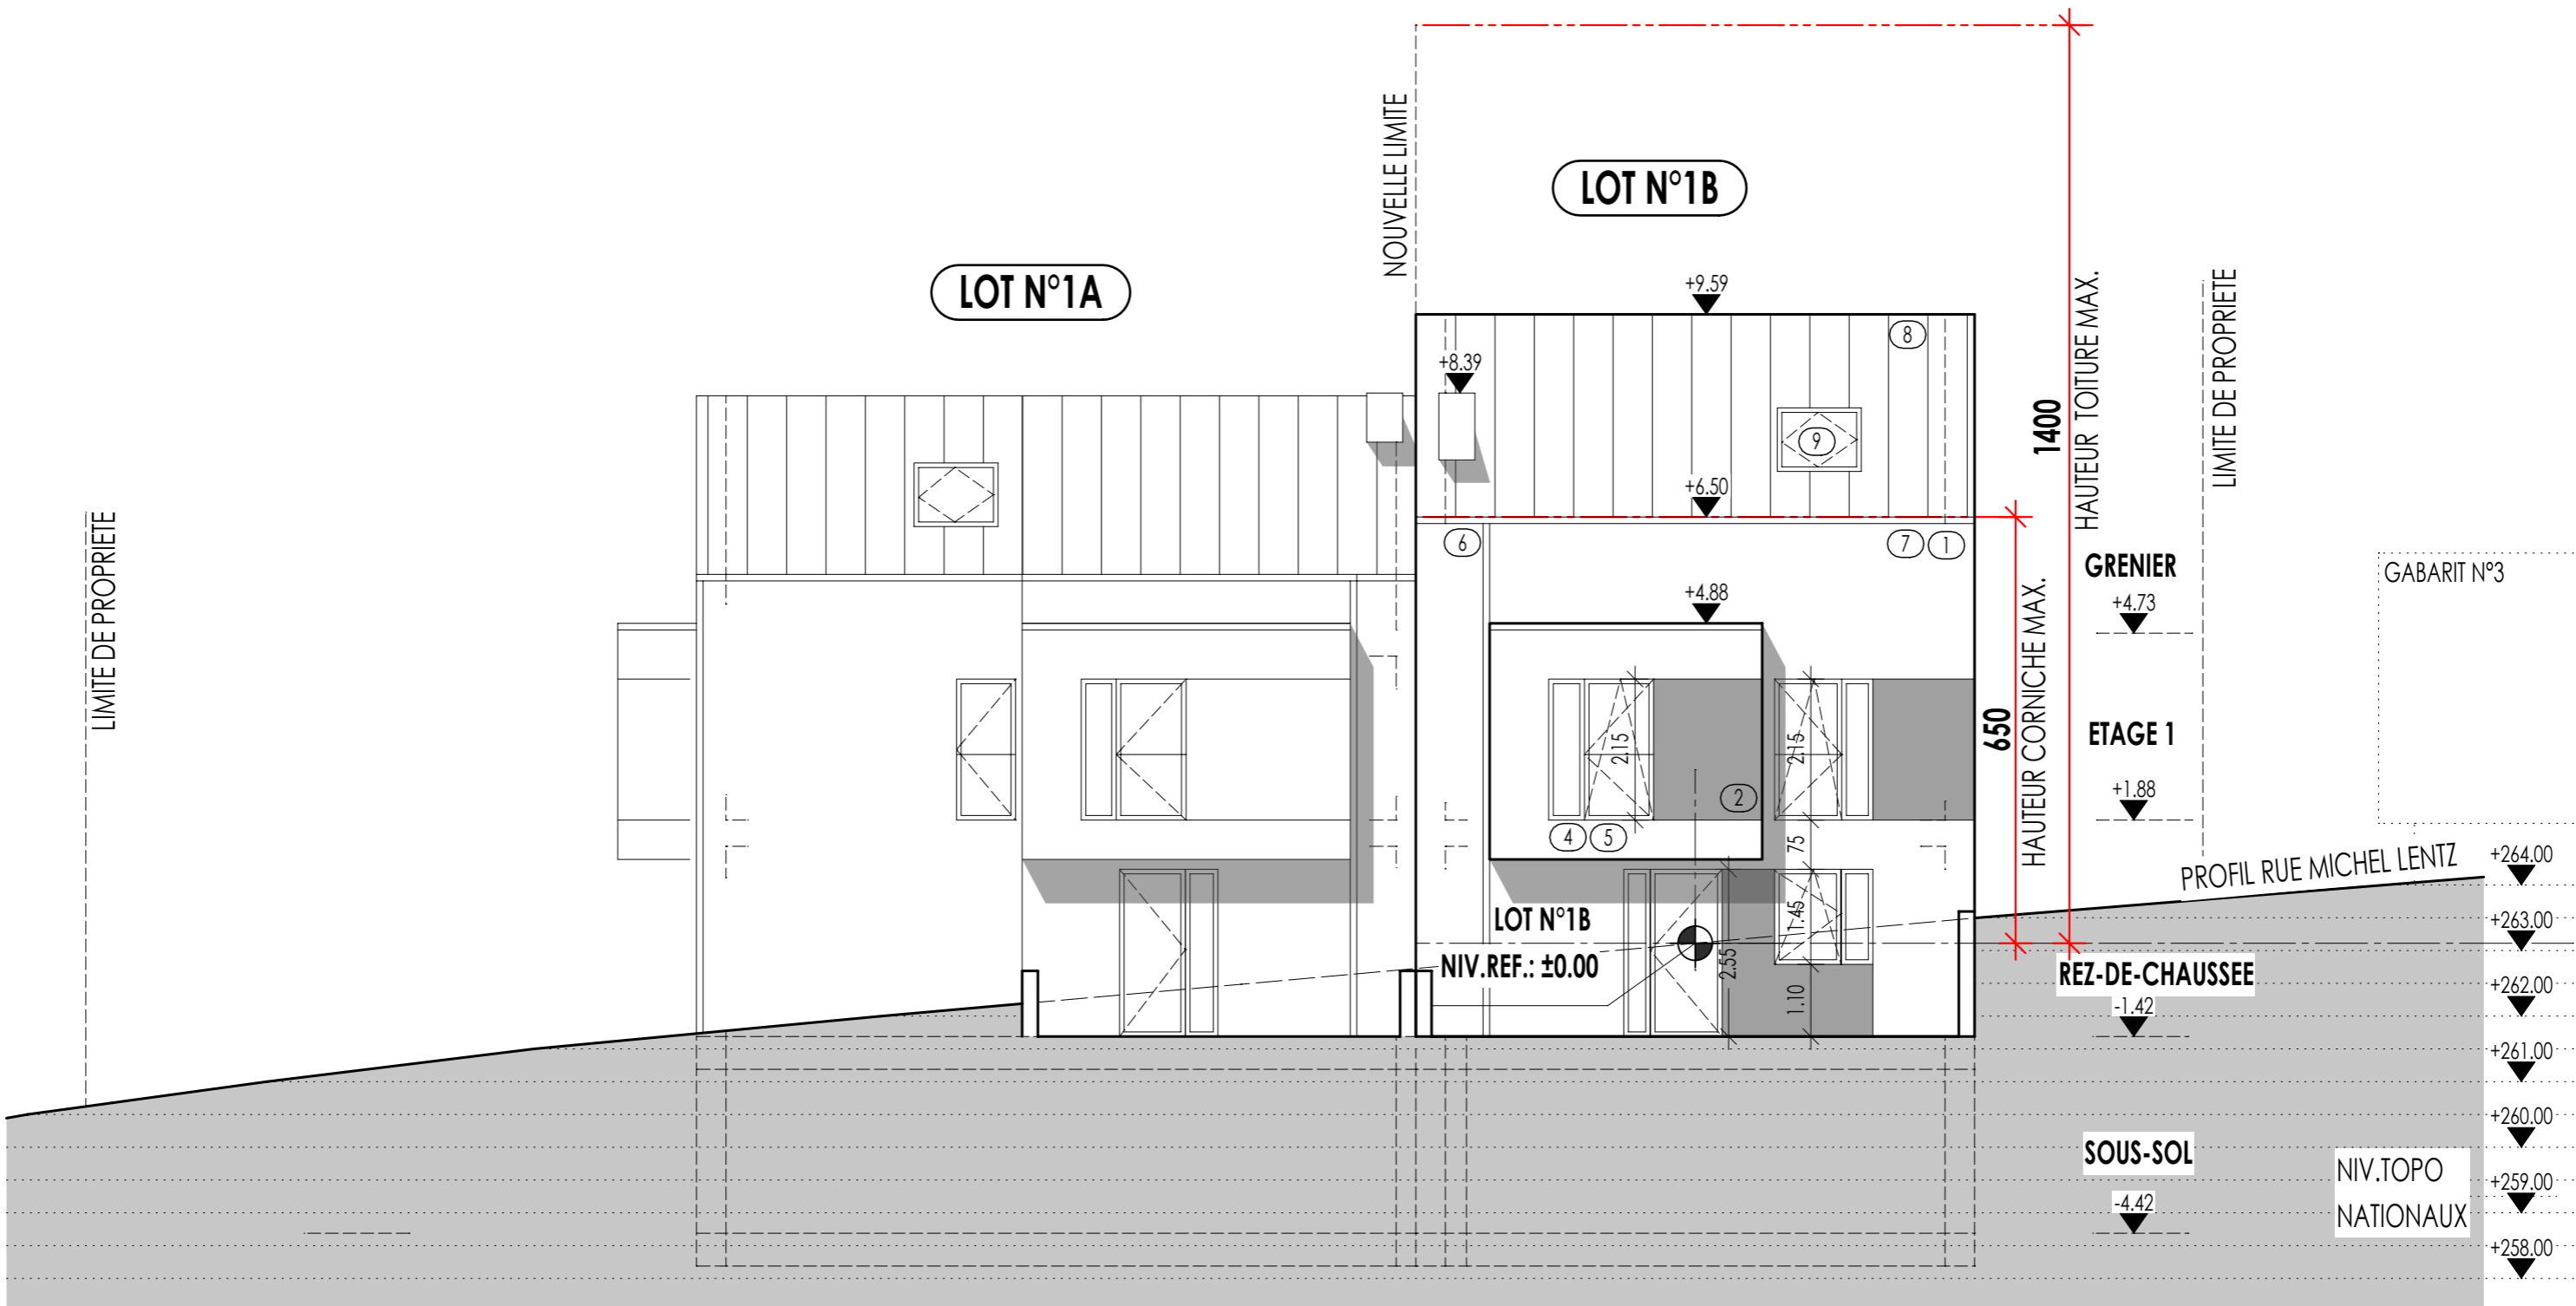 NOUVELLE LIMITE
LOT N°1B
LOT N°1A
+9.59
8
+8.39
9
+6.50
6
7
1
+4.88
1400
HAUTEUR TOITURE MAX.
650
HAUTEUR CORNICHE MAX.
LIMITE DE PROPRIETE
LIMITE DE PROPRIETE
GRENIER
+4.73
GABARIT N°3
ETAGE 1
+1.88
2.15
2.15
2
4
5
75
1.45
2.55
1.10
LOT N°1B
NIV.REF.: ±0.00
PROFIL RUE MICHEL LENTZ
REZ-DE-CHAUSSEE
-1.42
SOUS-SOL
-4.42
+264.00
+263.00
+262.00
+261.00
+260.00
+259.00
+258.00
NIV.TOPO
NATIONAUX